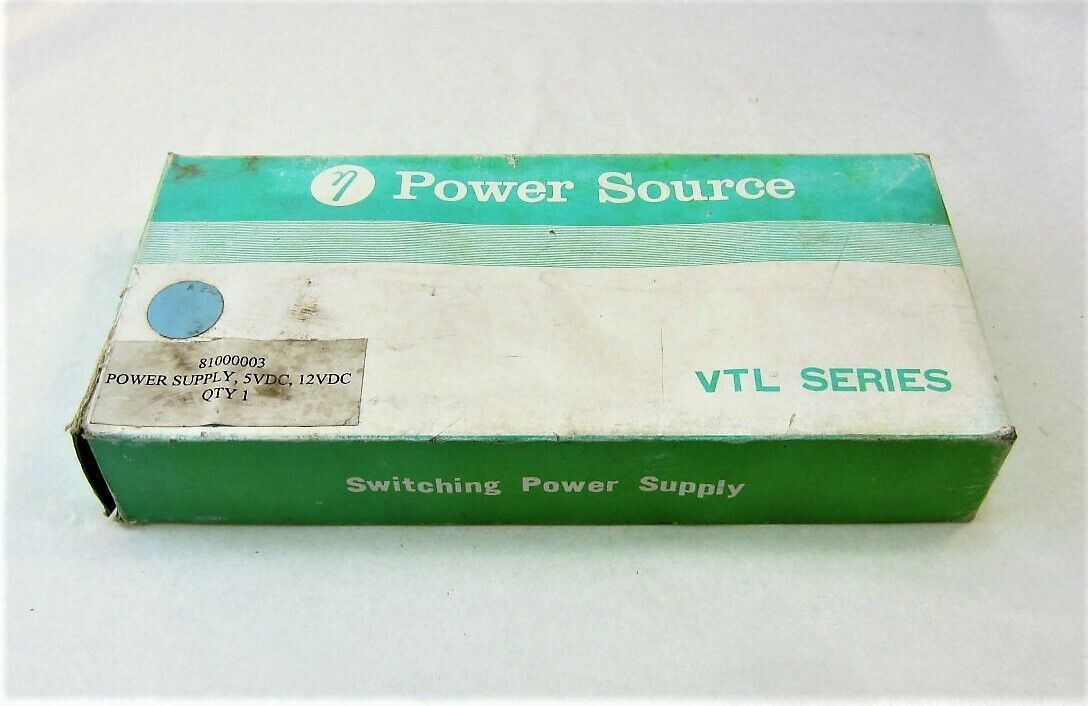 Power Source
81000003
POWER SUPPLY, 5VDC, 12VDC
QTY 1
VTL SERIES
Switching Power Supply